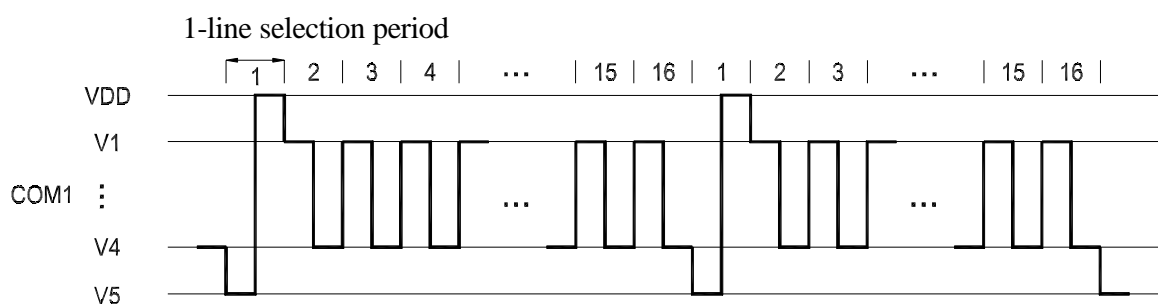 1-line selection period
1 | 2 | 3 | 4 | ... | 15 | 16 | 1 | 2 | 3 | ... | 15 | 16 |
VDD
V1
COM1 ⋮ ... ...
V4
V5